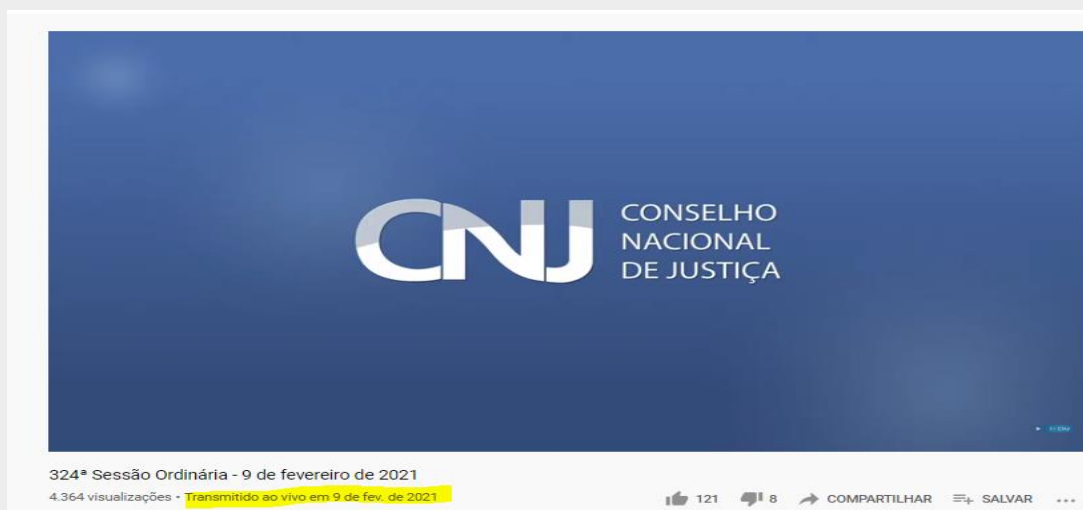 CNJ
CONSELHO
NACIONAL
DE JUSTIÇA
324ª Sessão Ordinária - 9 de fevereiro de 2021
4.364 visualizações • Transmitido ao vivo em 9 de fev. de 2021
121 8 COMPARTILHAR SALVAR ...